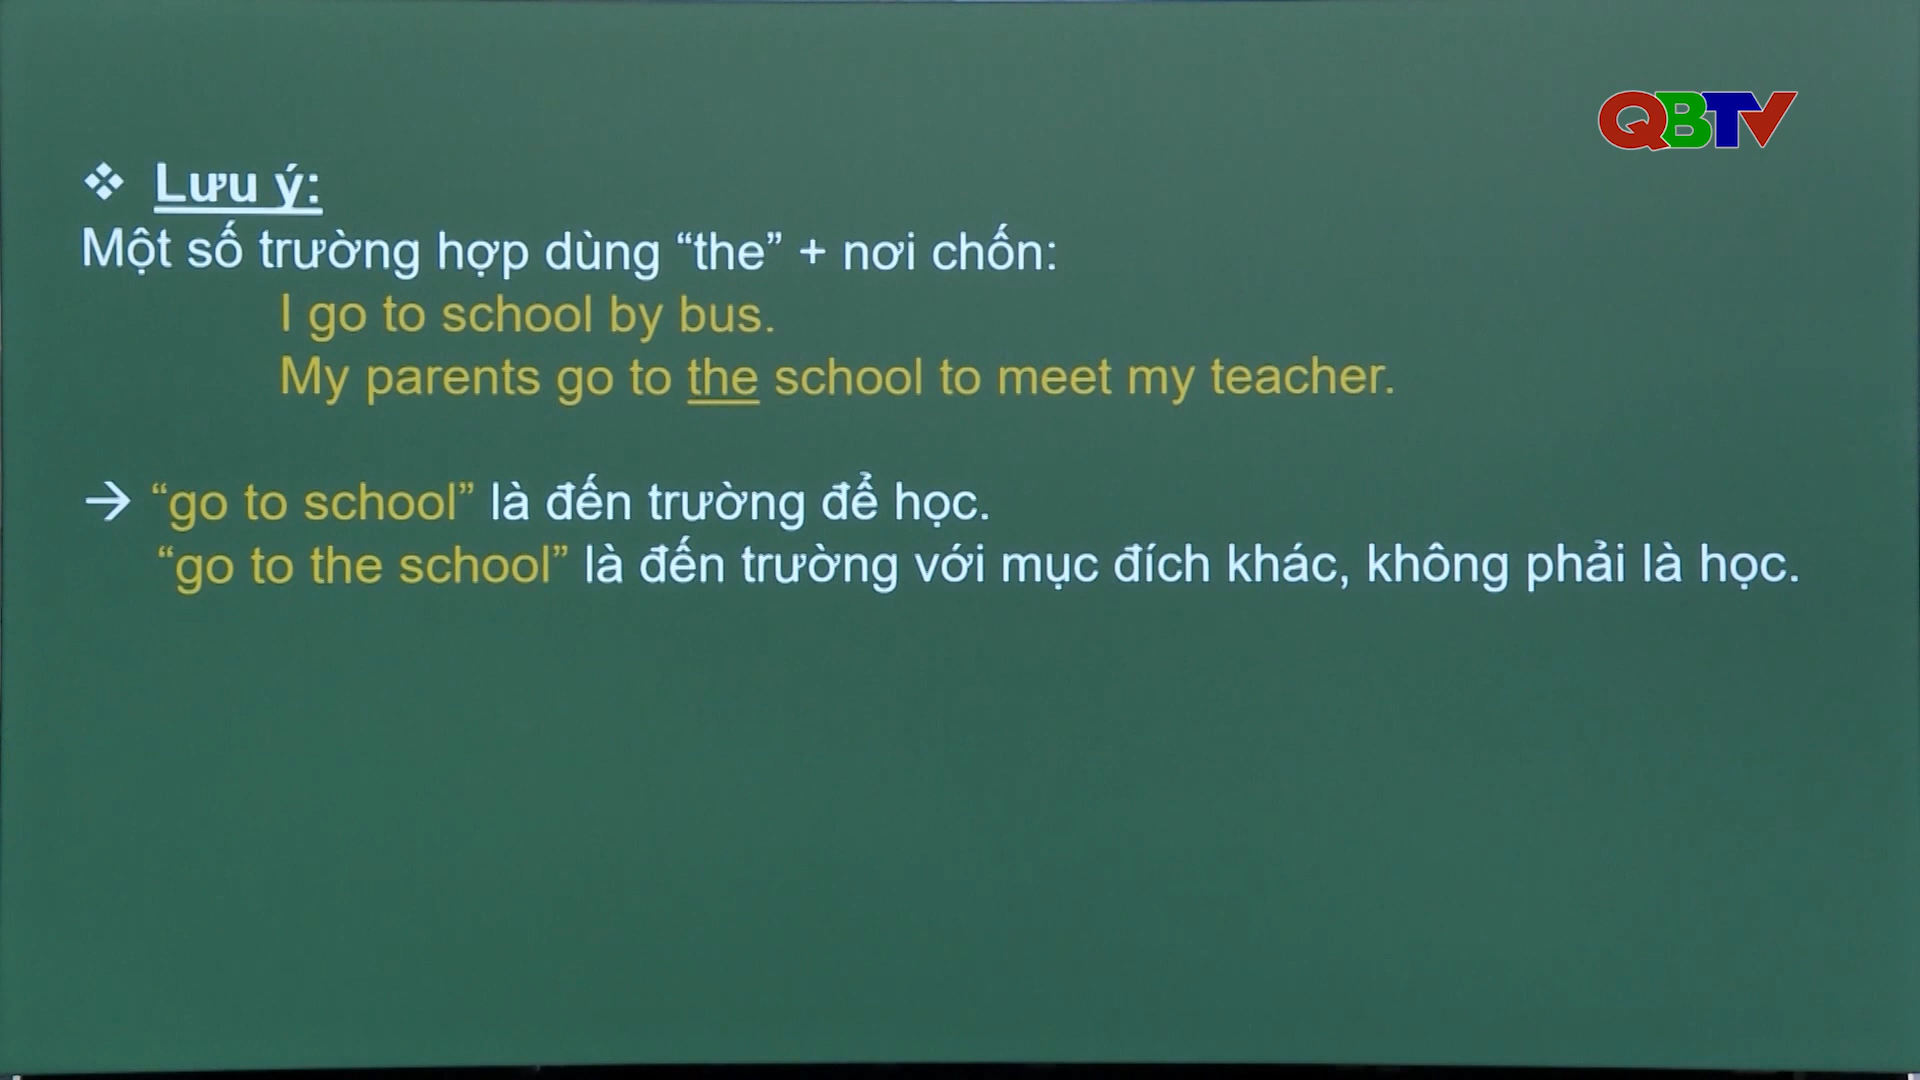 QBTV
❖ Lưu ý:
Một số trường hợp dùng “the” + nơi chốn:
I go to school by bus.
My parents go to the school to meet my teacher.
→ “go to school” là đến trường để học.
“go to the school” là đến trường với mục đích khác, không phải là học.